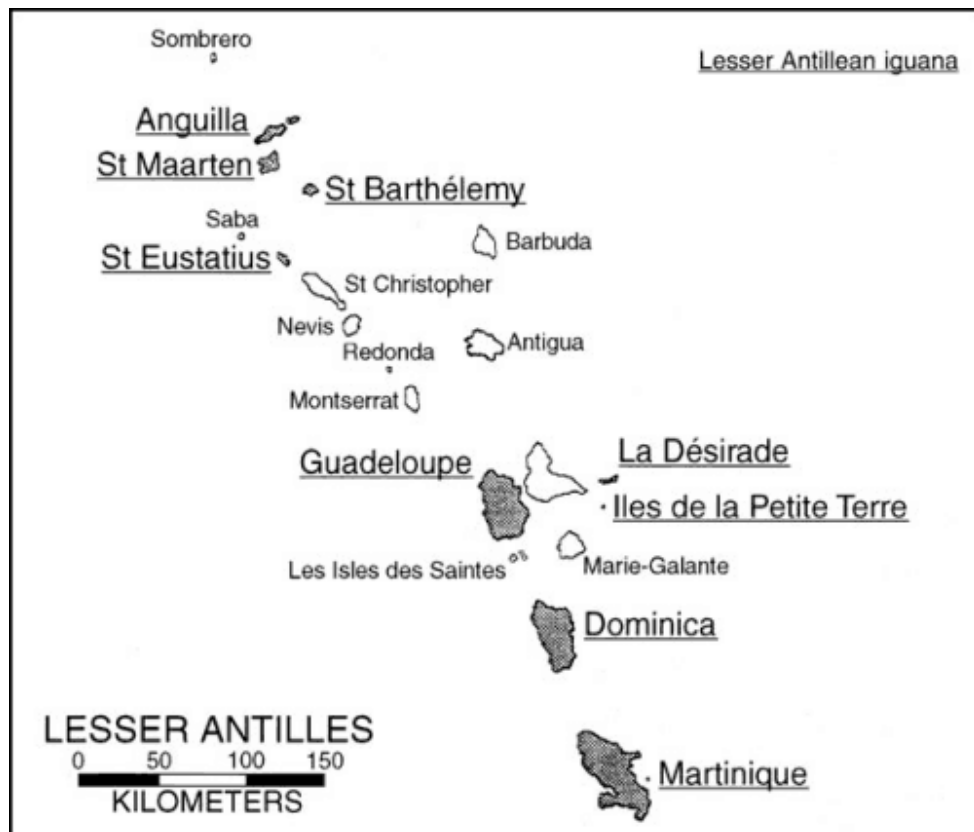 Sombrero
Lesser Antillean iguana
Anguilla
St Maarten
St Barthélemy
Saba
Barbuda
St Eustatius
St Christopher
Nevis
Antigua
Redonda
Montserrat
La Désirade
Guadeloupe
Iles de la Petite Terre
Les Isles des Saintes
Marie-Galante
Dominica
LESSER ANTILLES
0 50 100 150
KILOMETERS
Martinique